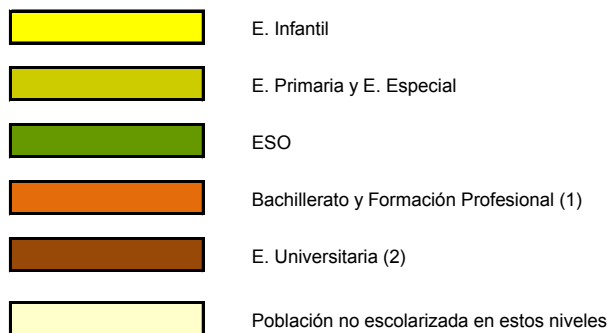 E. Infantil
E. Primaria y E. Especial
ESO
Bachillerato y Formación Profesional (1)
E. Universitaria (2)
Población no escolarizada en estos niveles